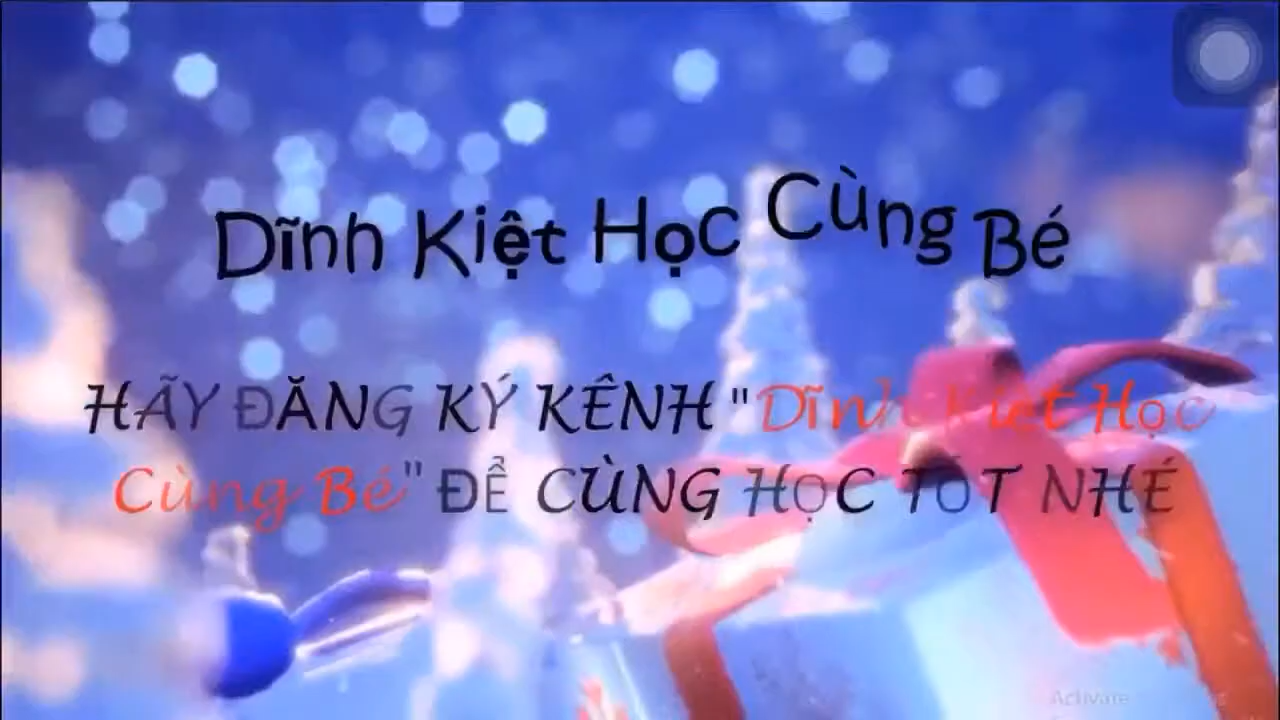 Dĩnh Kiệt Học Cùng Bé
HÃY ĐĂNG KÝ KÊNH "Dĩnh Kiệt Học
Cùng Bé" ĐỂ CÙNG HỌC TỐT NHÉ
Activate